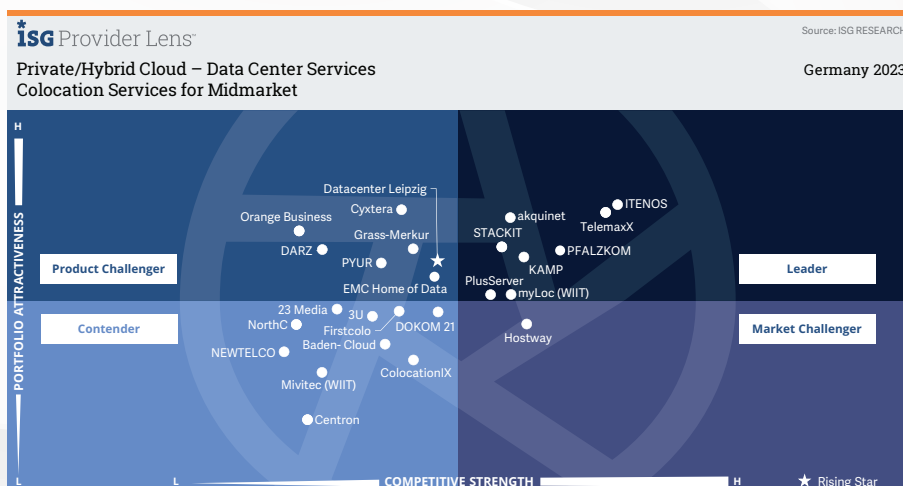 iSG Provider Lens™
Source: ISG RESEARCH
Private/Hybrid Cloud – Data Center Services
Colocation Services for Midmarket
Germany 2023
H
PORTFOLIO ATTRACTIVENESS
L
Product Challenger
Leader
Contender
Market Challenger
Datacenter Leipzig
Cyxtera
Orange Business
Grass-Merkur
DARZ
PYUR
EMC Home of Data
ITENOS
akquinet
TelemaxX
STACKIT
PFALZKOM
KAMP
PlusServer
myLoc (WIIT)
23 Media
3U
NorthC
Firstcolo
DOKOM 21
Baden- Cloud
NEWTELCO
ColocationIX
Mivitec (WIIT)
Centron
Hostway
L
COMPETITIVE STRENGTH
H
Rising Star